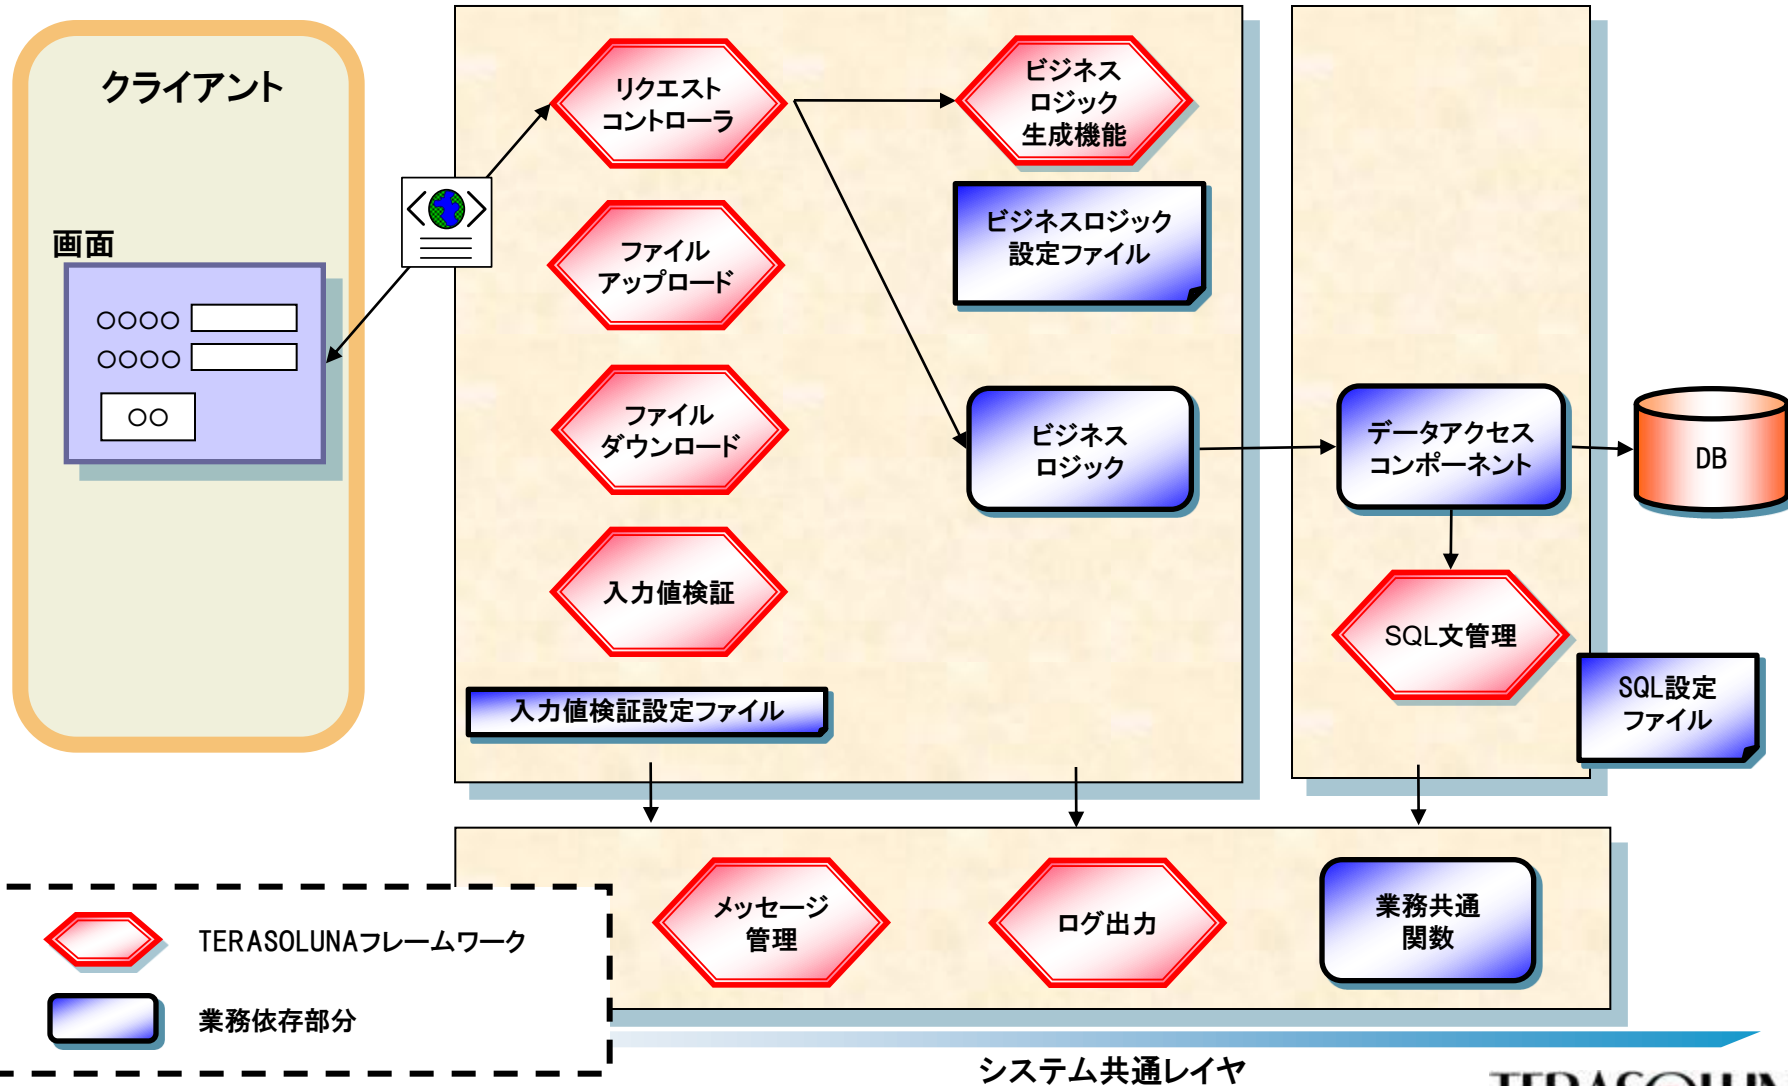 クライアント
画面
○○○○
○○○○
○○
リクエスト
コントローラ
ファイル
アップロード
ファイル
ダウンロード
入力値検証
入力値検証設定ファイル
ビジネス
ロジック
生成機能
ビジネスロジック
設定ファイル
ビジネス
ロジック
データアクセス
コンポーネント
DB
SQL文管理
SQL設定
ファイル
メッセージ
管理
ログ出力
業務共通
関数
TERASOLUNAフレームワーク
業務依存部分
システム共通レイヤ